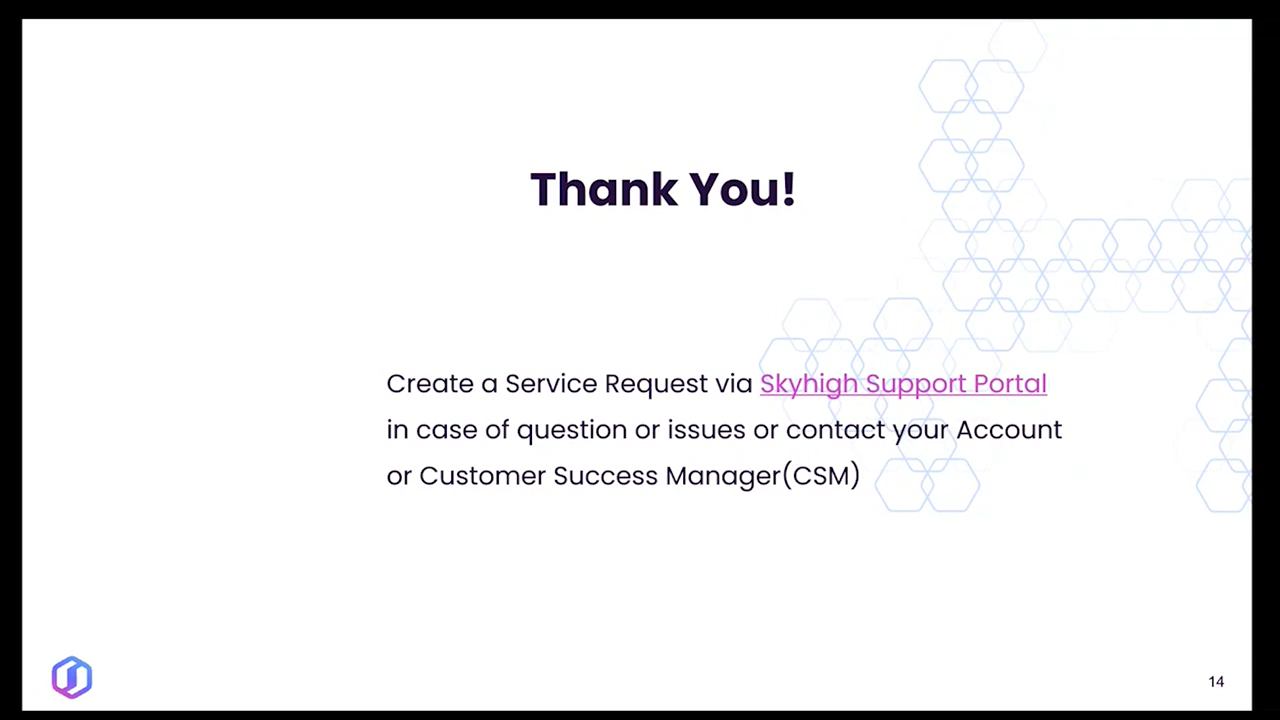 Thank You!
Create a Service Request via Skyhigh Support Portal
in case of question or issues or contact your Account
or Customer Success Manager(CSM)
14